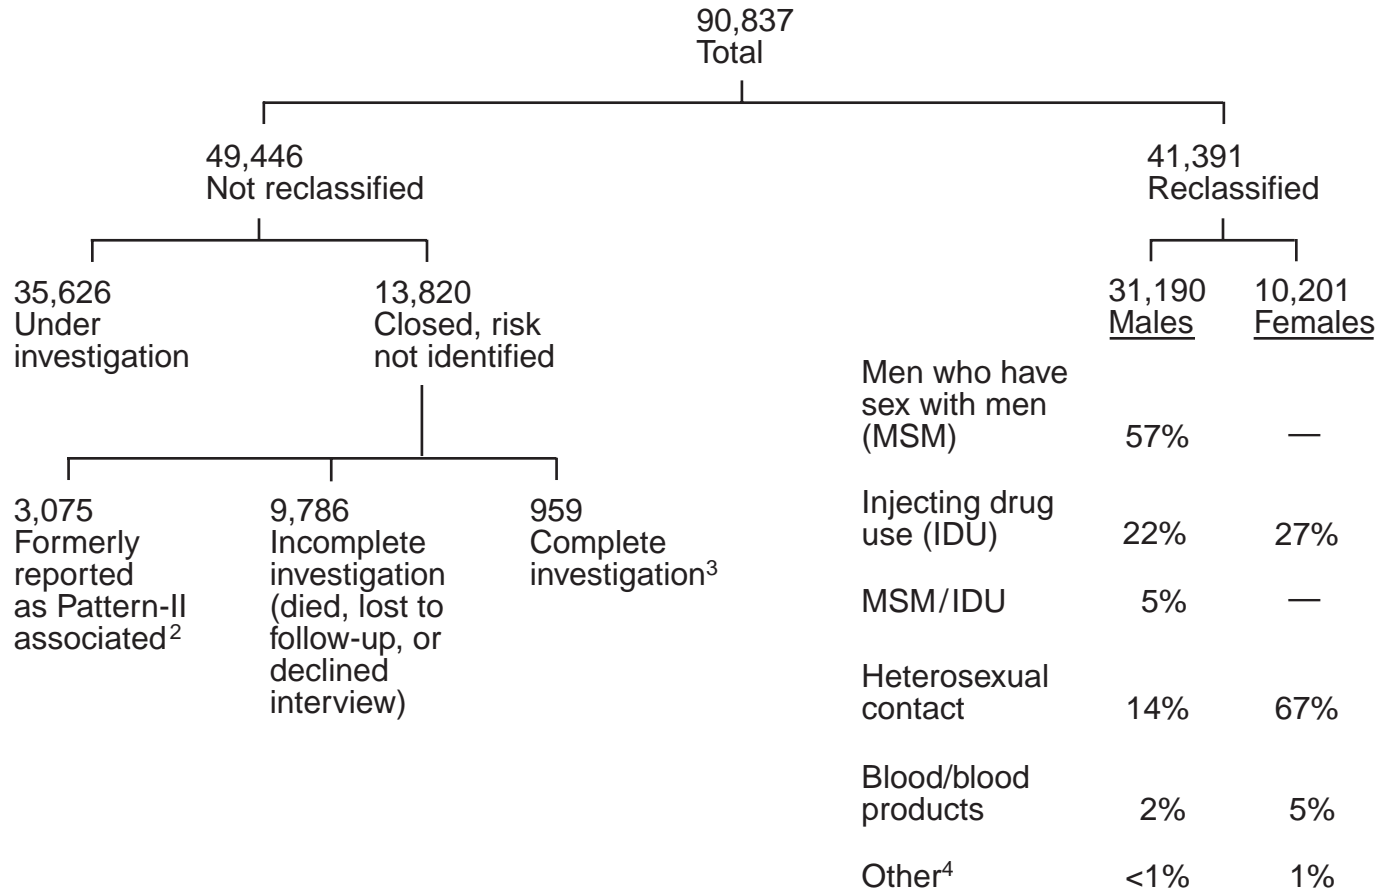 90,837
Total
49,446
Not reclassified
41,391
Reclassified
35,626
Under
investigation
13,820
Closed, risk
not identified
31,190
Males
10,201
Females
3,075
Formerly
reported
as Pattern-II
associated2
9,786
Incomplete
investigation
(died, lost to
follow-up, or
declined
interview)
959
Complete
investigation3
Men who have
sex with men
(MSM) 57% —
Injecting drug
use (IDU) 22% 27%
MSM/IDU 5% —
Heterosexual
contact 14% 67%
Blood/blood
products 2% 5%
Other4 <1% 1%